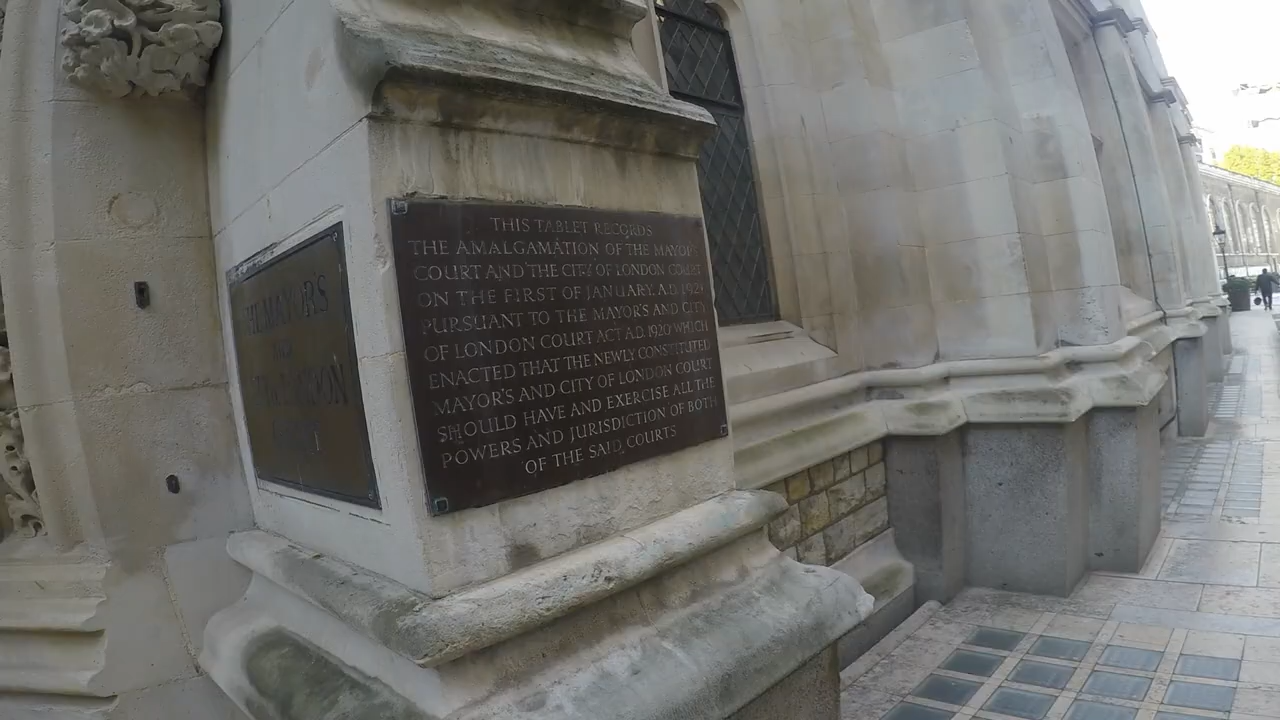 THIS TABLET RECORDS
THE AMALGAMATION OF THE MAYOR'S
COURT AND THE CITY OF LONDON COURT
ON THE FIRST OF JANUARY, A.D. 1921
PURSUANT TO THE MAYOR'S AND CITY
OF LONDON COURT ACT A.D. 1920 WHICH
ENACTED THAT THE NEWLY CONSTITUTED
MAYOR'S AND CITY OF LONDON COURT
SHOULD HAVE AND EXERCISE ALL THE
POWERS AND JURISDICTION OF BOTH
OF THE SAID COURTS
MAYOR'S
LONDON